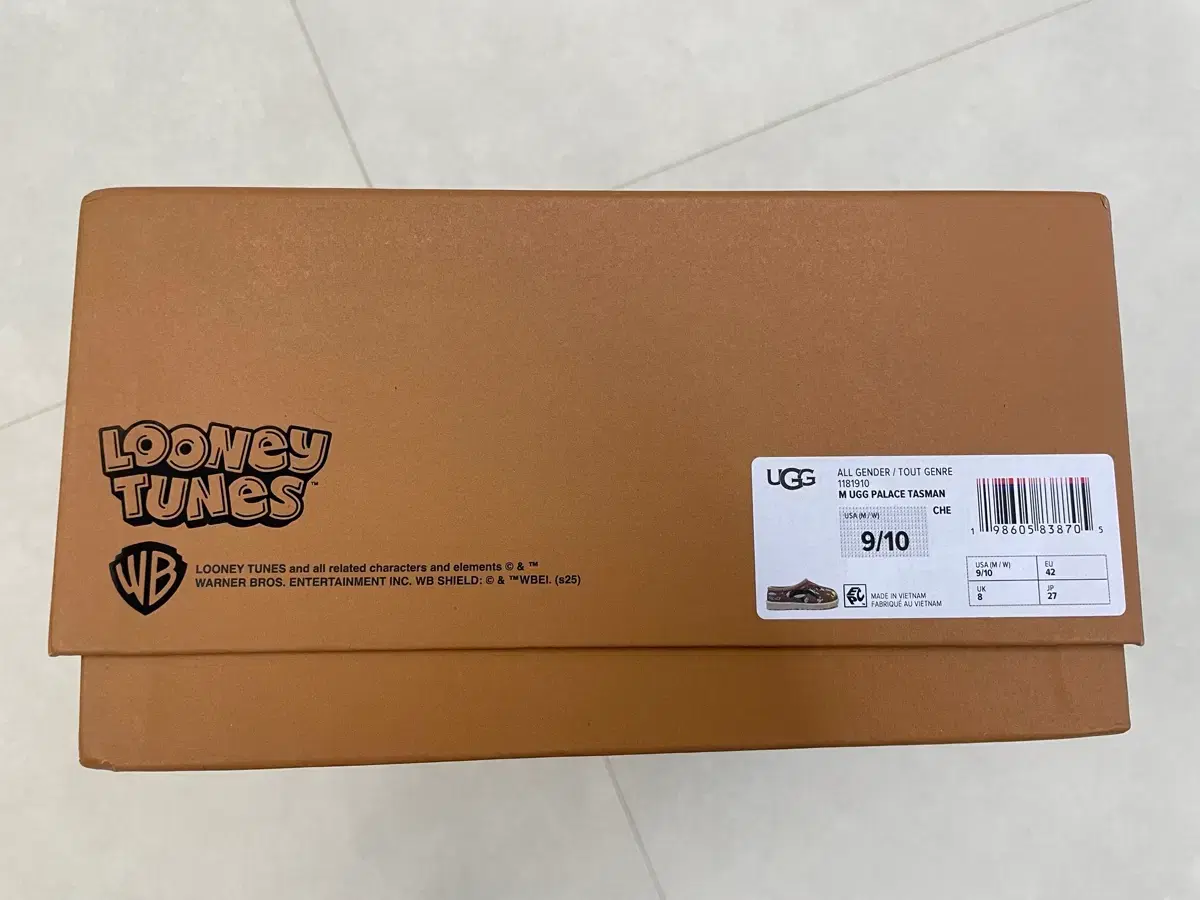 LOONEY
TUNES™
WB
LOONEY TUNES and all related characters and elements © & ™
WARNER BROS. ENTERTAINMENT INC. WB SHIELD: © & ™WBEI. (s25)
UGG
ALL GENDER / TOUT GENRE
1181910
M UGG PALACE TASMAN
CHE
USA (M / W)
9/10
1 98605 83870 5
USA (M / W)
9/10
EU
42
UK
8
JP
27
MADE IN VIETNAM
FABRIQUÉ AU VIETNAM